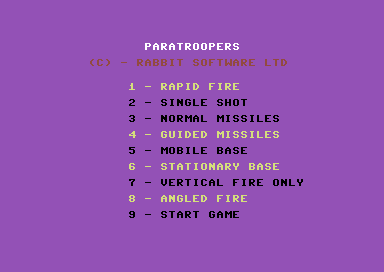 PARATROOPERS
(C) - RABBIT SOFTWARE LTD
1 - RAPID FIRE
2 - SINGLE SHOT
3 - NORMAL MISSILES
4 - GUIDED MISSILES
5 - MOBILE BASE
6 - STATIONARY BASE
7 - VERTICAL FIRE ONLY
8 - ANGLED FIRE
9 - START GAME